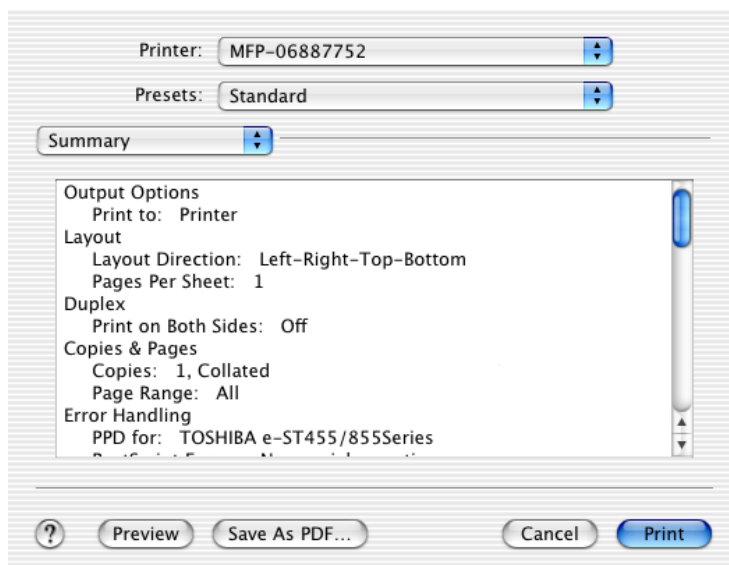 Printer: MFP-06887752
Presets: Standard
Summary
Output Options
Print to: Printer
Layout
Layout Direction: Left-Right-Top-Bottom
Pages Per Sheet: 1
Duplex
Print on Both Sides: Off
Copies & Pages
Copies: 1, Collated
Page Range: All
Error Handling
PPD for: TOSHIBA e-ST455/855Series
? Preview Save As PDF... Cancel Print